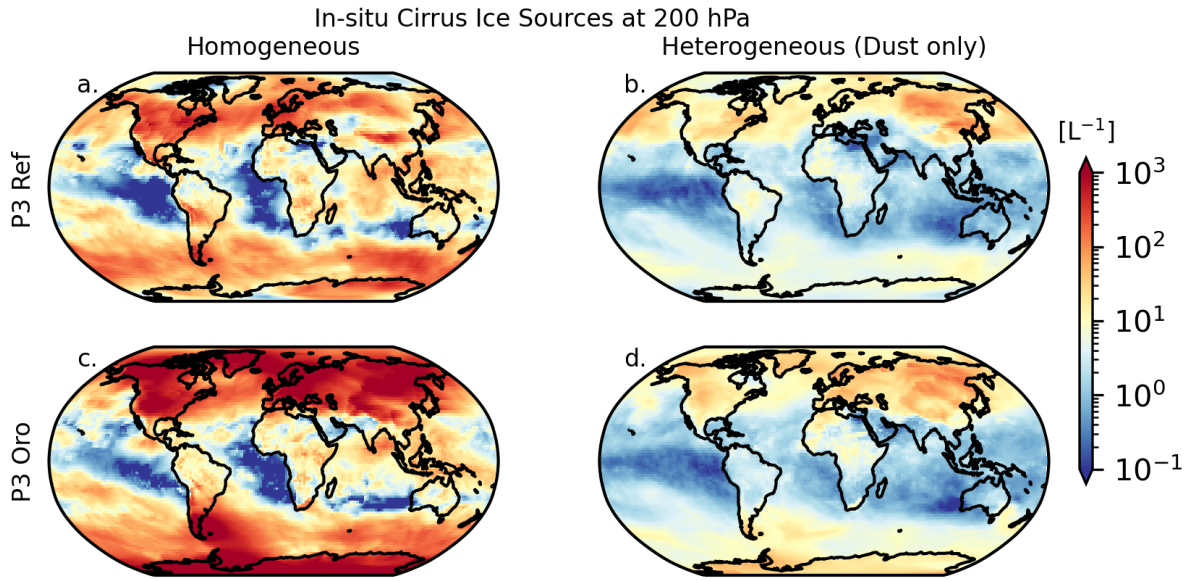 In-situ Cirrus Ice Sources at 200 hPa
Homogeneous
Heterogeneous (Dust only)
a.
b.
P3 Ref
[L⁻¹]
10³
10²
10¹
10⁰
10⁻¹
c.
d.
P3 Oro